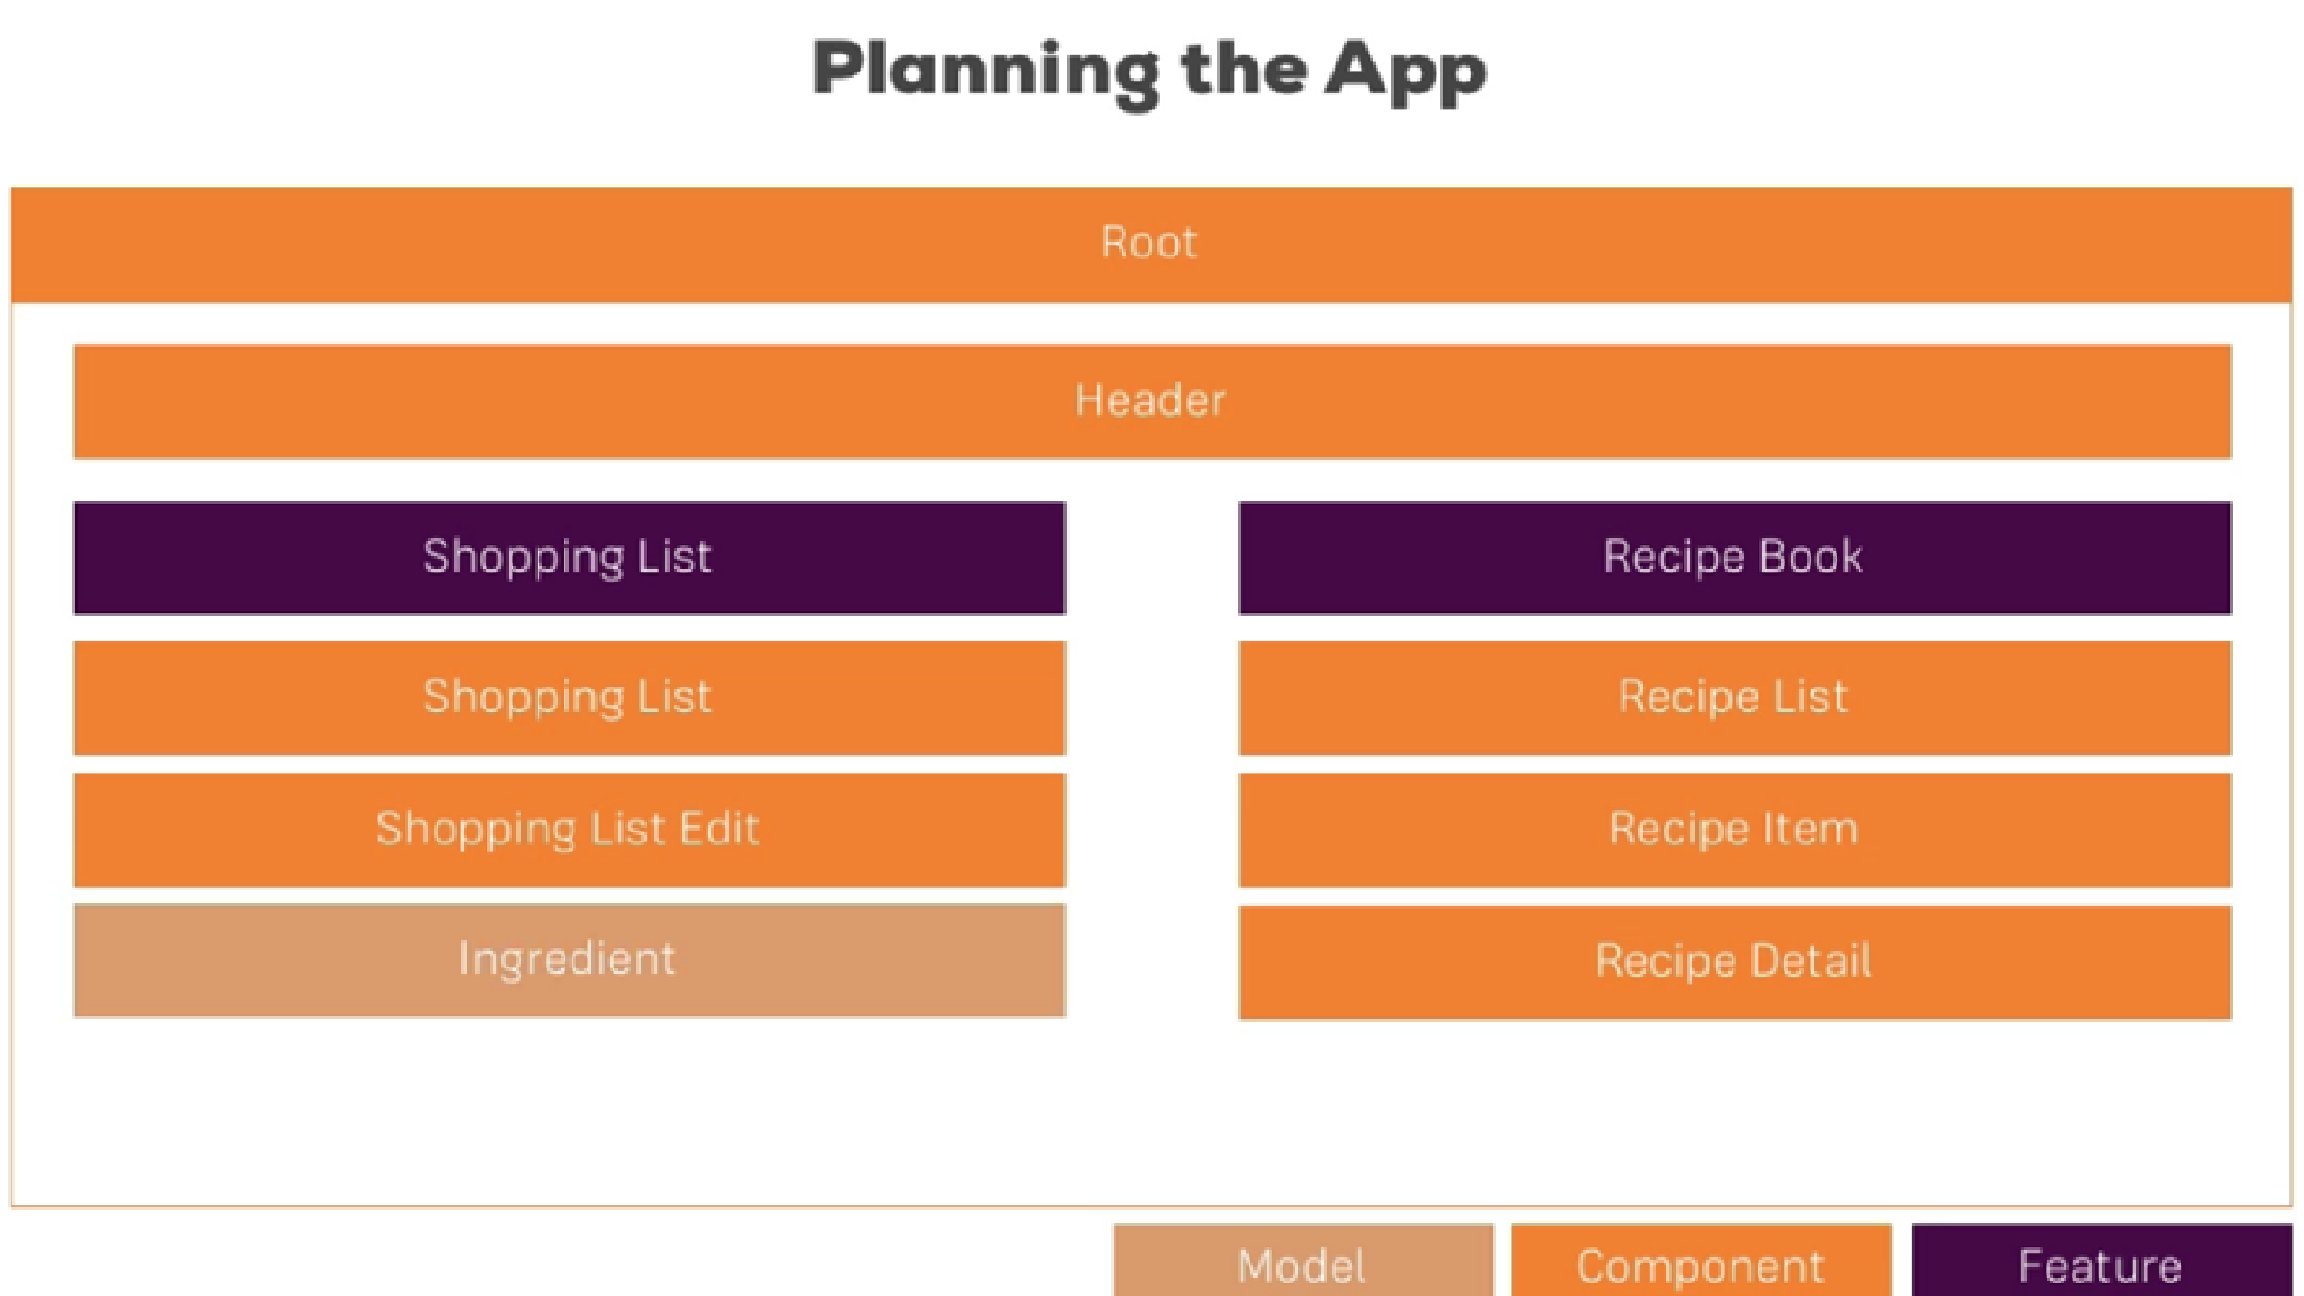 Planning the App
Root
Header
Shopping List
Recipe Book
Shopping List
Recipe List
Shopping List Edit
Recipe Item
Ingredient
Recipe Detail
Model
Component
Feature